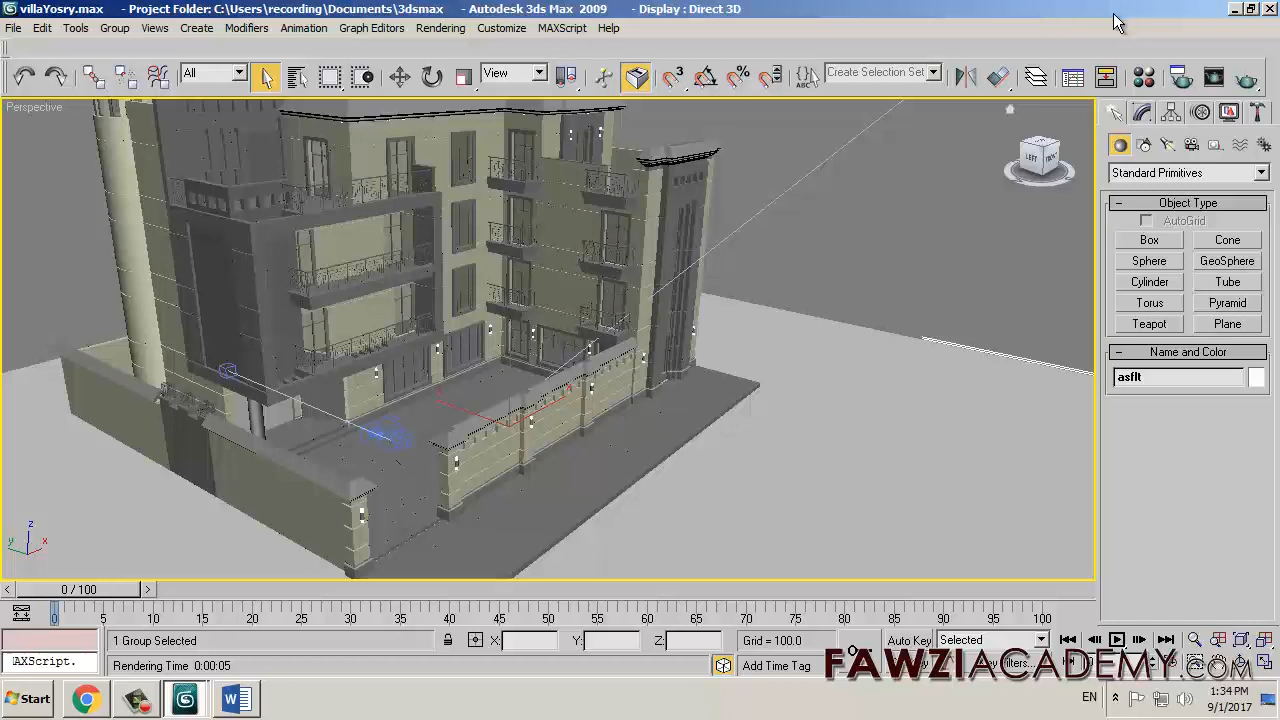 villaYosry.max - Project Folder: C:\Users\recording\Documents\3dsmax - Autodesk 3ds Max 2009 - Display : Direct 3D
File Edit Tools Group Views Create Modifiers Animation Graph Editors Rendering Customize MAXScript Help
All View 3 ABC Create Selection Set
Perspective
LEFT
Standard Primitives
Object Type
AutoGrid
Box Cone
Sphere GeoSphere
Cylinder Tube
Torus Pyramid
Teapot Plane
Name and Color
asflt
z
y x
0 / 100
0 5 10 15 20 25 30 35 40 45 50 55 60 65 70 75 80 85 90 95 100
1 Group Selected X: Y: Z: Grid = 100.0 Auto Key Selected
AXScript. Rendering Time 0:00:05 Add Time Tag Filters...
FAWZIACADEMY.COM
Start EN 1:34 PM
9/1/2017